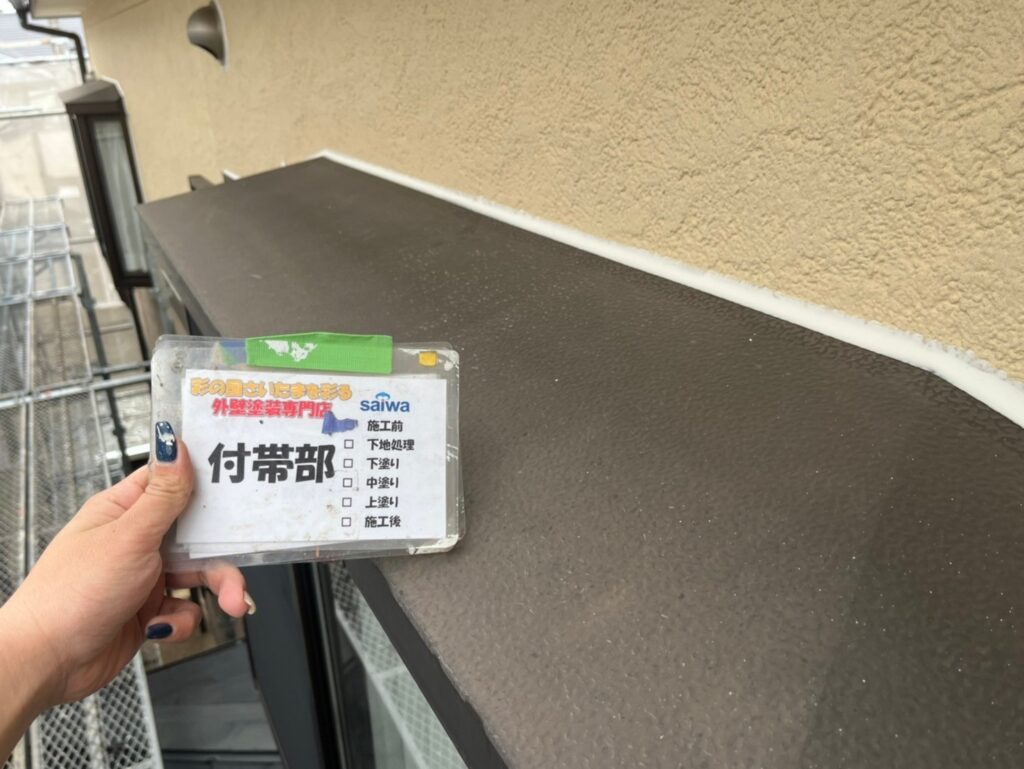 彩の国さいたまを彩る
外壁塗装専門店
saiwa
付帯部
施工前
□ 下地処理
□ 下塗り
□ 中塗り
□ 上塗り
□ 施工後